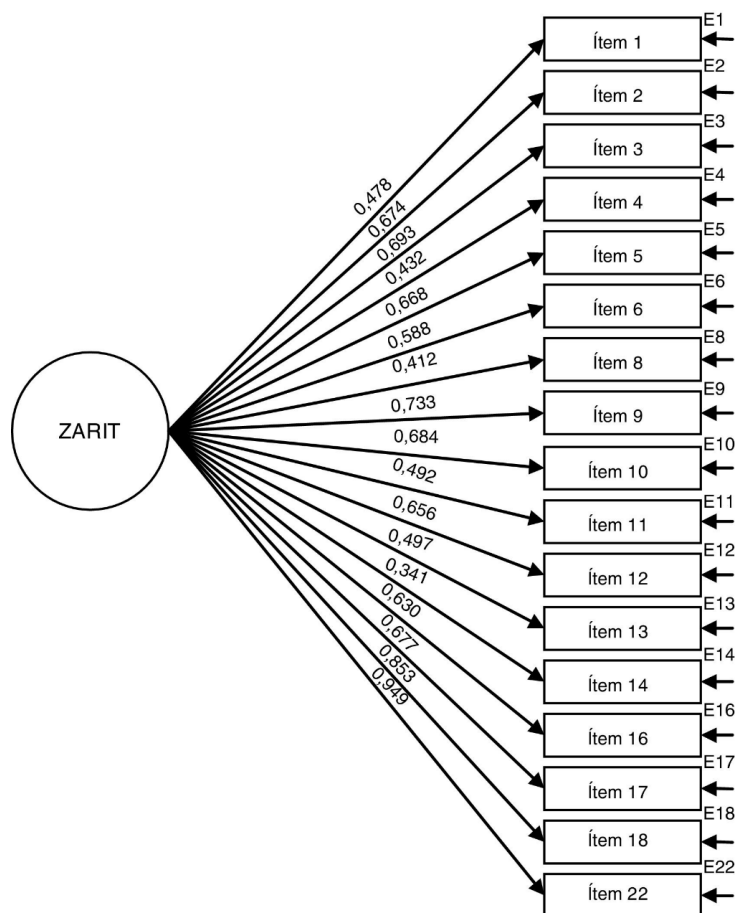 ZARIT
0,478
0,674
0,693
0,432
0,668
0,588
0,412
0,733
0,684
0,492
0,656
0,497
0,341
0,630
0,677
0,853
0,949
Ítem 1
E1
Ítem 2
E2
Ítem 3
E3
Ítem 4
E4
Ítem 5
E5
Ítem 6
E6
Ítem 8
E8
Ítem 9
E9
Ítem 10
E10
Ítem 11
E11
Ítem 12
E12
Ítem 13
E13
Ítem 14
E14
Ítem 16
E16
Ítem 17
E17
Ítem 18
E18
Ítem 22
E22